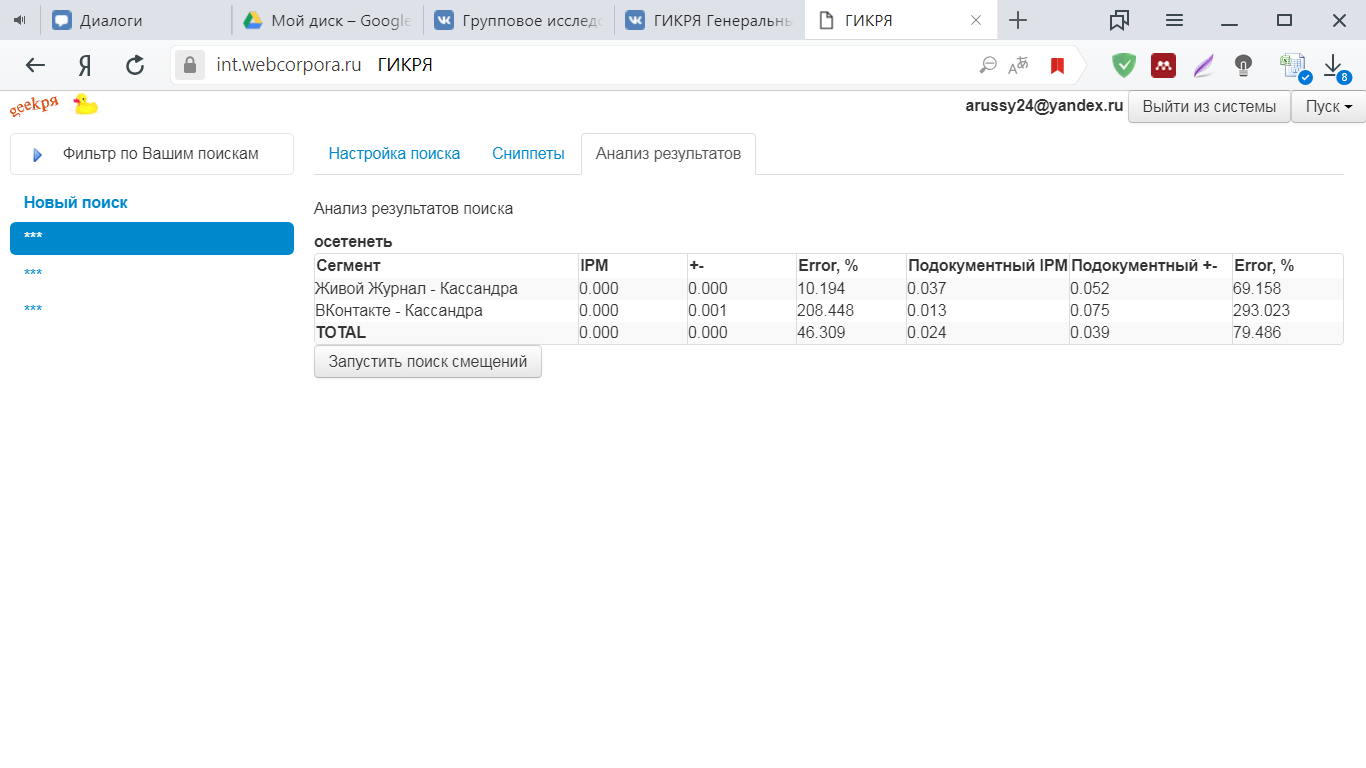 Диалоги Мой диск – Google Групповое исследо ГИКРЯ Генеральны ГИКРЯ
int.webcorpora.ru ГИКРЯ
8
geekря arussy24@yandex.ru Выйти из системы Пуск
Фильтр по Вашим поискам Настройка поиска Сниппеты Анализ результатов
Новый поиск
***
***
***
Анализ результатов поиска
осетенеть
Сегмент IPM +- Error, % Подокументный IPM Подокументный +- Error, %
Живой Журнал - Кассандра 0.000 0.000 10.194 0.037 0.052 69.158
ВКонтакте - Кассандра 0.000 0.001 208.448 0.013 0.075 293.023
TOTAL 0.000 0.000 46.309 0.024 0.039 79.486
Запустить поиск смещений